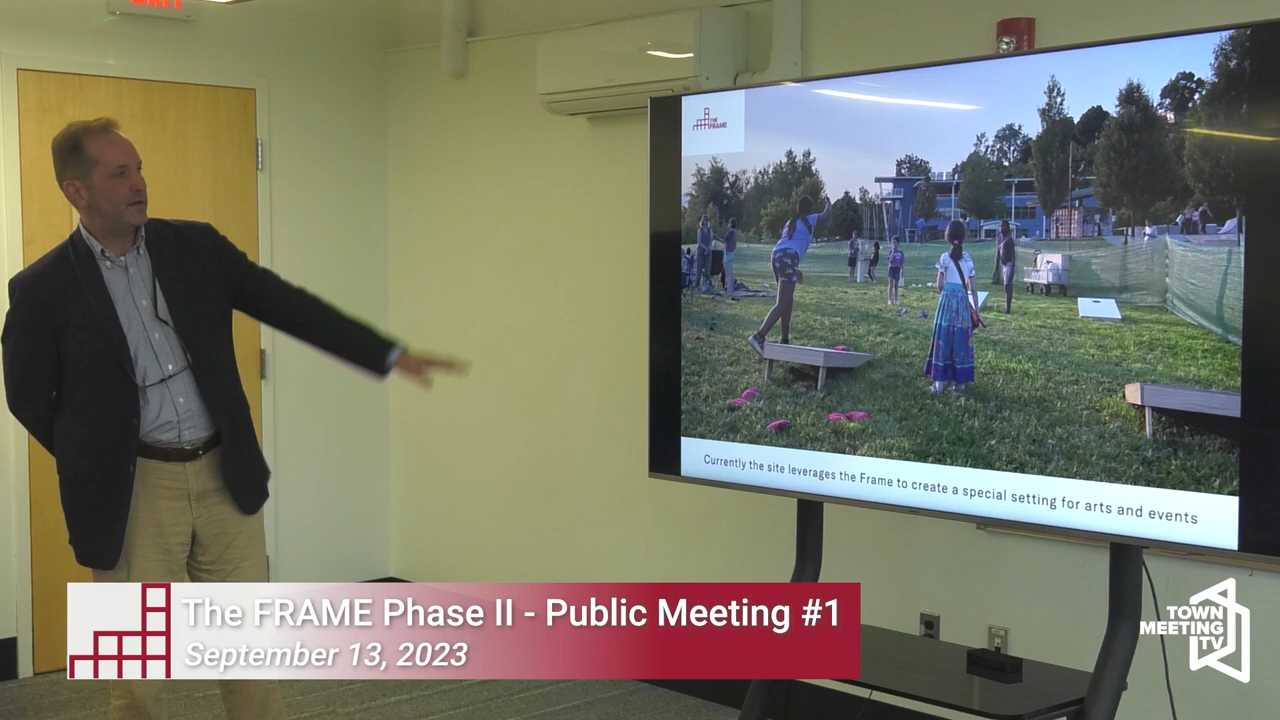 EXIT
THE
FRAME
Currently the site leverages the Frame to create a special setting for arts and events
The FRAME Phase II - Public Meeting #1
September 13, 2023
TOWN
MEETING
TV